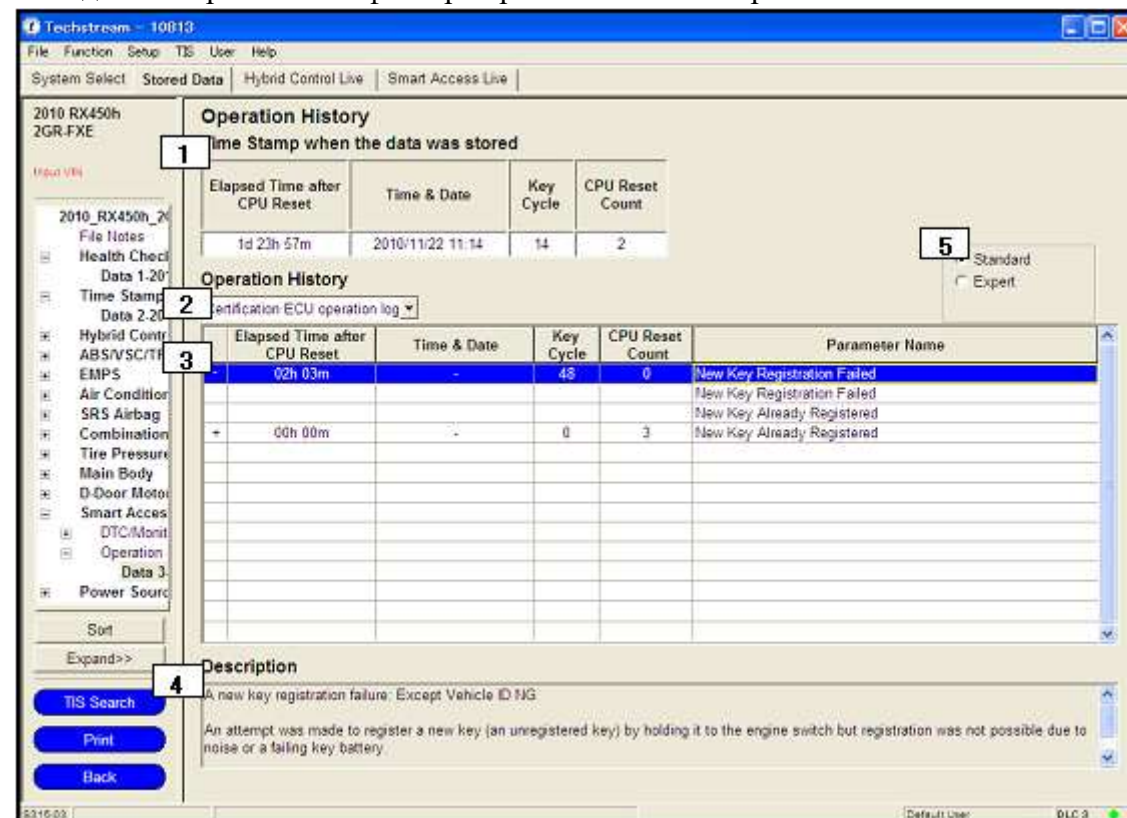 Techstream - 10813
File Function Setup TIS User Help
System Select Stored Data Hybrid Control Live Smart Access Live
2010 RX450h
2GR-FXE
Input VIN
2010_RX450h_20
File Notes
Health Check
Data 1-201
Time Stamp
Data 2-20
Hybrid Contr
ABS/VSC/TR
EMPS
Air Condition
SRS Airbag
Combination
Tire Pressure
Main Body
D-Door Motor
Smart Acces
DTC/Monit
Operation
Data 3-
Power Sourc
Sort
Expand>>
TIS Search
Print
Back
Operation History
Time Stamp when the data was stored
1
Elapsed Time after CPU Reset Time & Date Key Cycle CPU Reset Count
1d 23h 57m 2010/11/22 11:14 14 2
5
Standard
Expert
Operation History
2
Certification ECU operation log
3
Elapsed Time after CPU Reset Time & Date Key Cycle CPU Reset Count Parameter Name
- 02h 03m - 48 0 New Key Registration Failed
New Key Registration Failed
New Key Already Registered
+ 00h 00m - 0 3 New Key Already Registered
Description
4
A new key registration failure: Except Vehicle ID NG
An attempt was made to register a new key (an unregistered key) by holding it to the engine switch but registration was not possible due to
noise or a failing key battery.
S315-03 Default User DLC 3